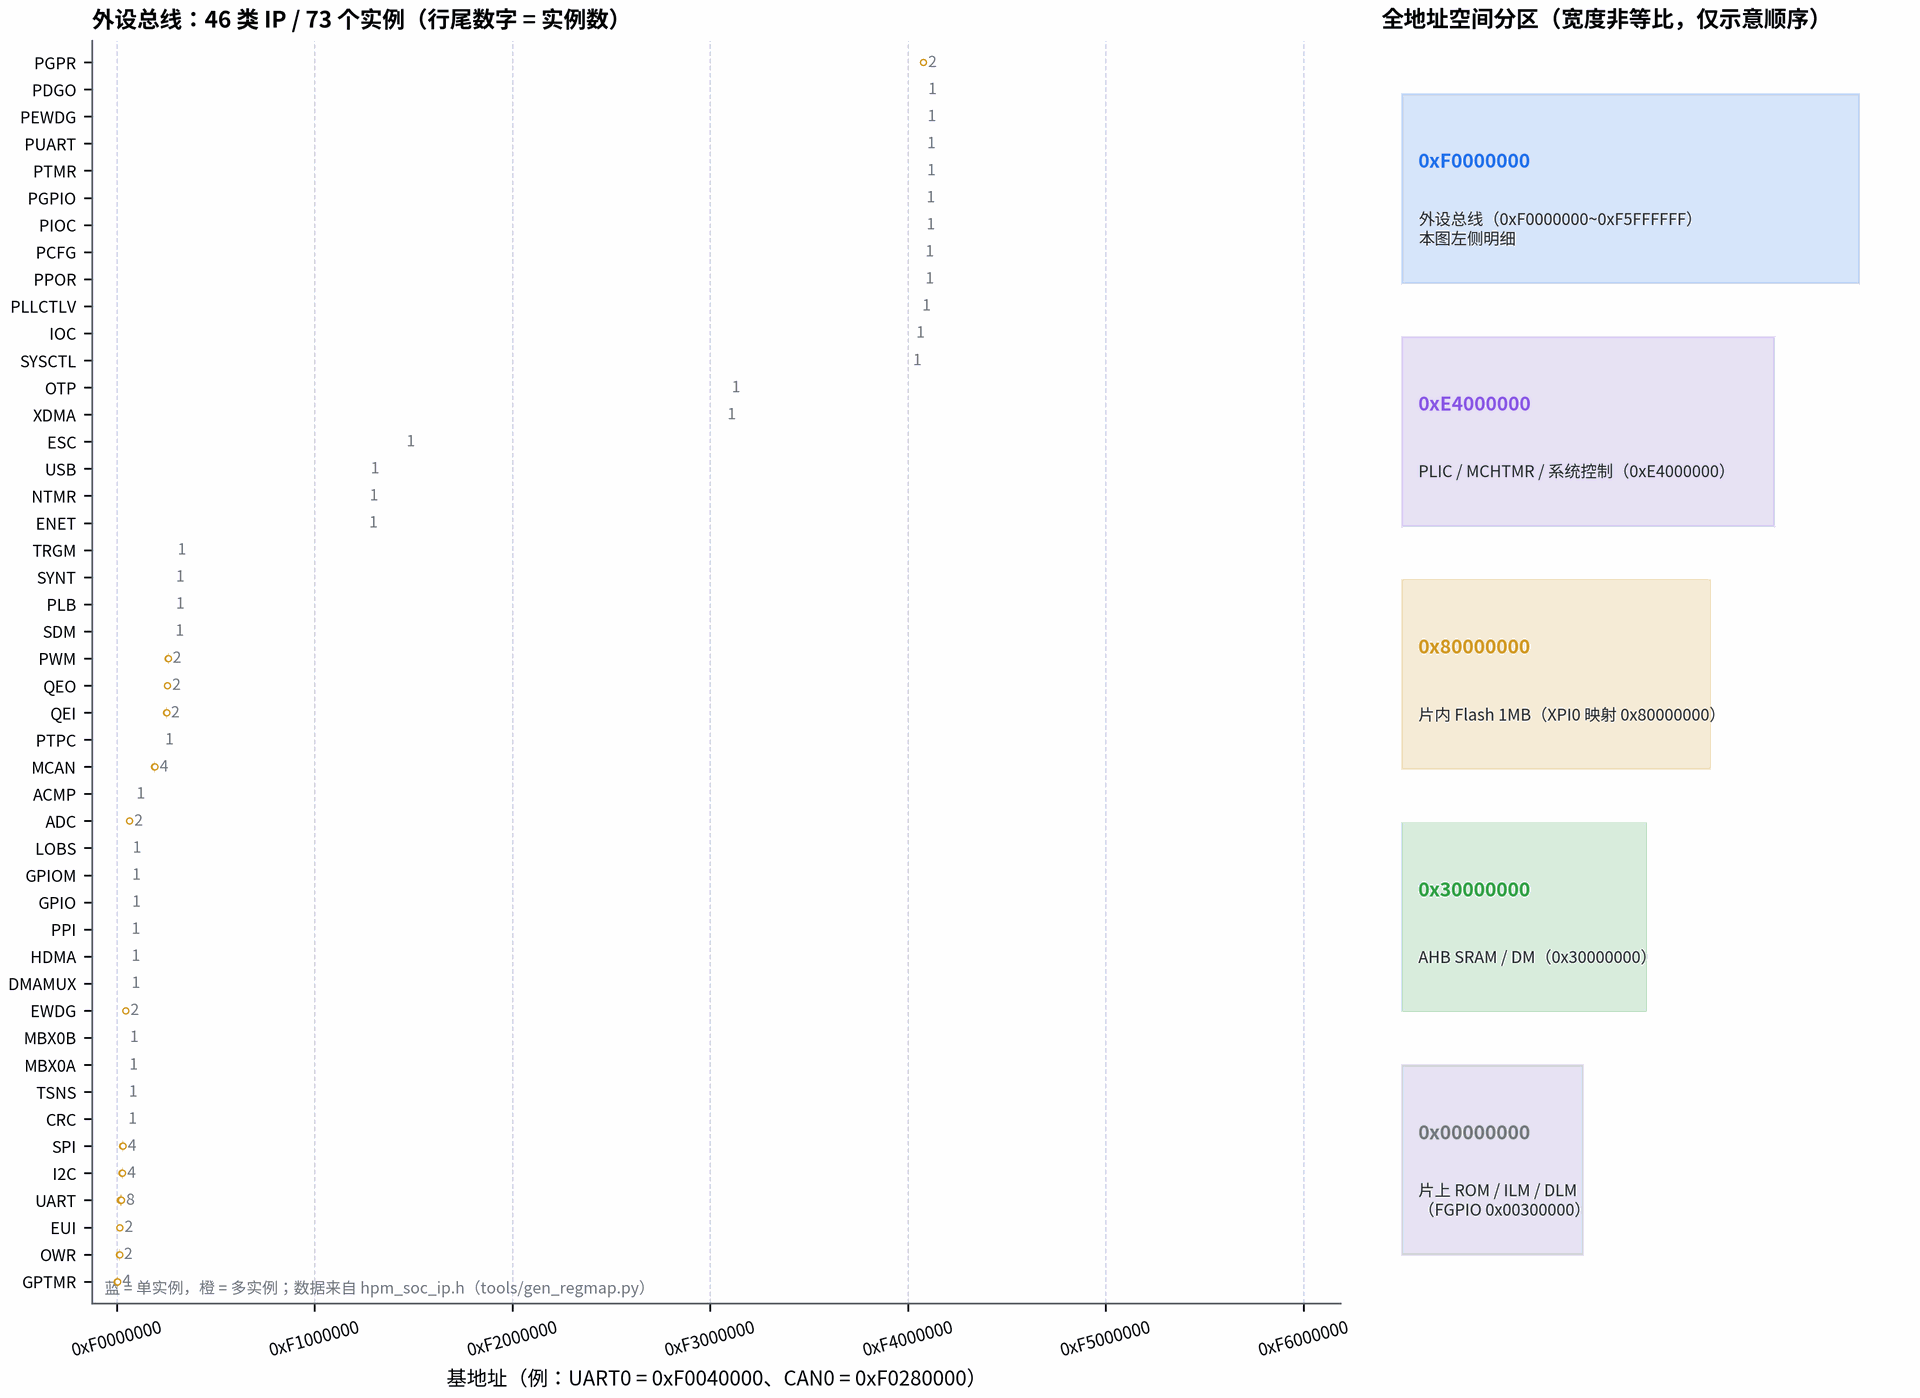 外设总线：46 类 IP / 73 个实例（行尾数字 = 实例数）
PGPR 2
PDGO 1
PEWDG 1
PUART 1
PTMR 1
PGPIO 1
PIOC 1
PCFG 1
PPOR 1
PLLCTLV 1
IOC 1
SYSCTL 1
OTP 1
XDMA 1
ESC 1
USB 1
NTMR 1
ENET 1
TRGM 1
SYNT 1
PLB 1
SDM 1
PWM 2
QEO 2
QEI 2
PTPC 1
MCAN 4
ACMP 1
ADC 2
LOBS 1
GPIOM 1
GPIO 1
PPI 1
HDMA 1
DMAMUX 1
EWDG 2
MBX0B 1
MBX0A 1
TSNS 1
CRC 1
SPI 4
I2C 4
UART 8
EUI 2
OWR 2
GPTMR 4
蓝 = 单实例，橙 = 多实例；数据来自 hpm_soc_ip.h（tools/gen_regmap.py）
0xF0000000 0xF1000000 0xF2000000 0xF3000000 0xF4000000 0xF5000000 0xF6000000
基地址（例：UART0 = 0xF0040000、CAN0 = 0xF0280000）
全地址空间分区（宽度非等比，仅示意顺序）
0xF0000000
外设总线（0xF0000000~0xF5FFFFFF）
本图左侧明细
0xE4000000
PLIC / MCHTMR / 系统控制（0xE4000000）
0x80000000
片内 Flash 1MB（XPI0 映射 0x80000000）
0x30000000
AHB SRAM / DM（0x30000000）
0x00000000
片上 ROM / ILM / DLM
（FGPIO 0x00300000）